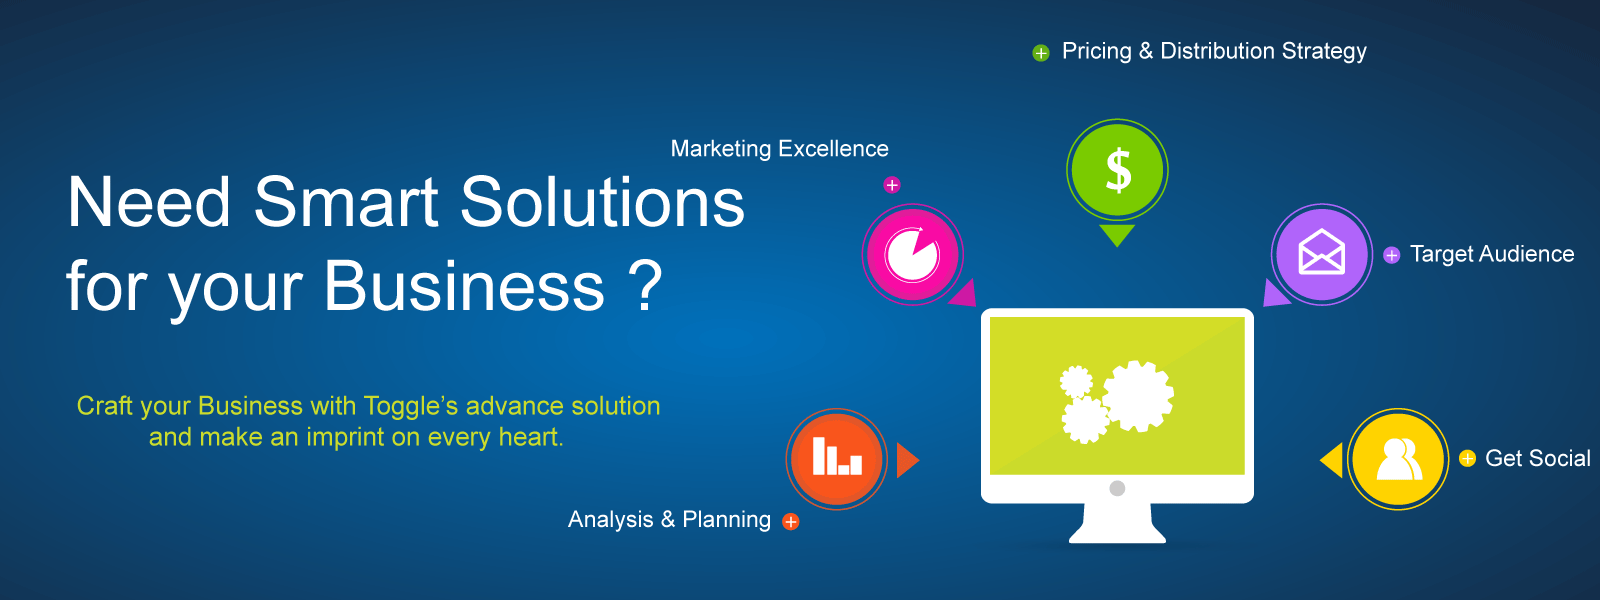 Need Smart Solutions
for your Business ?
Craft your Business with Toggle’s advance solution
and make an imprint on every heart.
Pricing & Distribution Strategy
Marketing Excellence
$
Target Audience
Get Social
Analysis & Planning